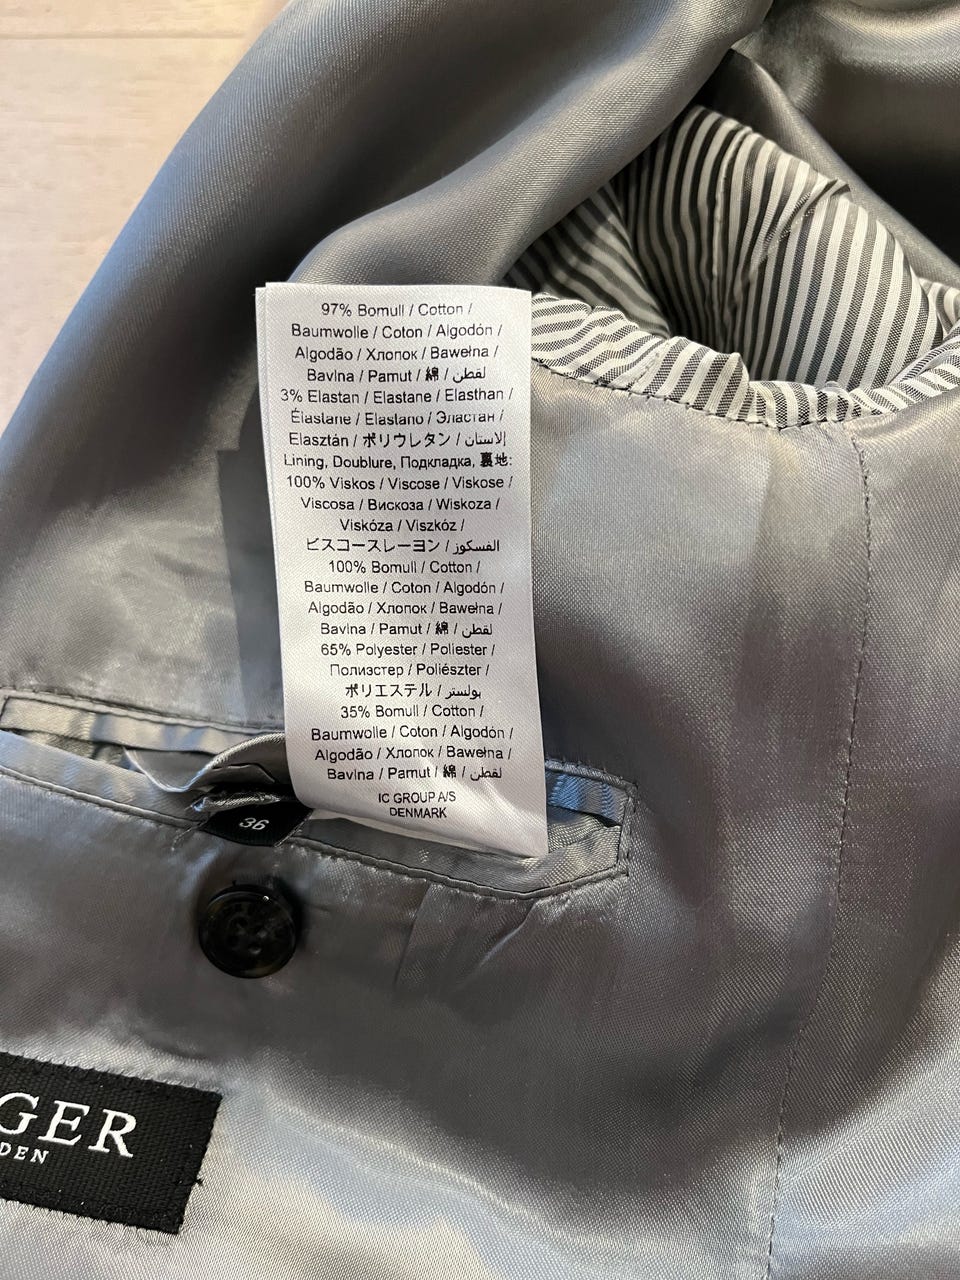 97% Bomull / Cotton /
Baumwolle / Coton / Algodón /
Algodão / Хлопок / Bawełna /
Bavlna / Pamut / 綿 / لقطن
3% Elastan / Elastane / Elasthan /
Élastane / Elastano / Эластан /
Elasztán / ポリウレタン / إلاستان
Lining, Doublure, Подкладка, 裏地:
100% Viskos / Viscose / Viskose /
Viscosa / Вискоза / Wiskoza /
Viskóza / Viszkóz /
ビスコースレーヨン / الفسكوز
100% Bomull / Cotton /
Baumwolle / Coton / Algodón /
Algodão / Хлопок / Bawełna /
Bavlna / Pamut / 綿 / لقطن
65% Polyester / Poliester /
Полиэстер / Poliészter /
ポリエステル / بولستر
35% Bomull / Cotton /
Baumwolle / Coton / Algodón /
Algodão / Хлопок / Bawełna /
Bavlna / Pamut / 綿 / لقطن
IC GROUP A/S
DENMARK
36
GER
DEN